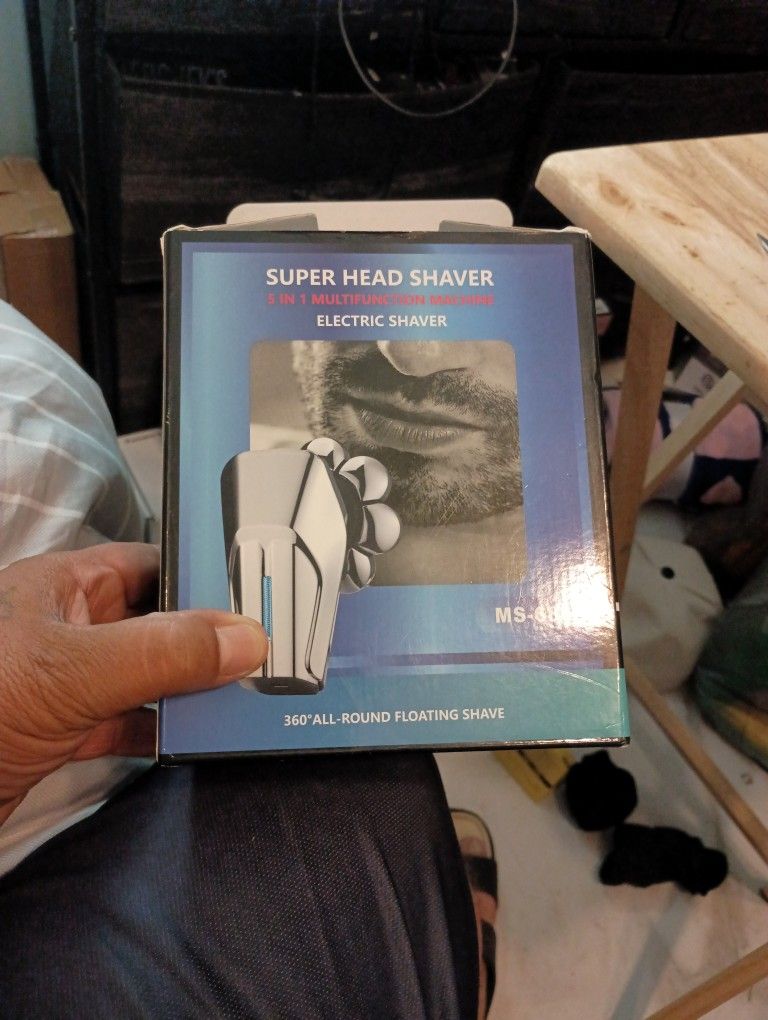 SUPER HEAD SHAVER
5 IN 1 MULTIFUNCTION MACHINE
ELECTRIC SHAVER
360°ALL-ROUND FLOATING SHAVE